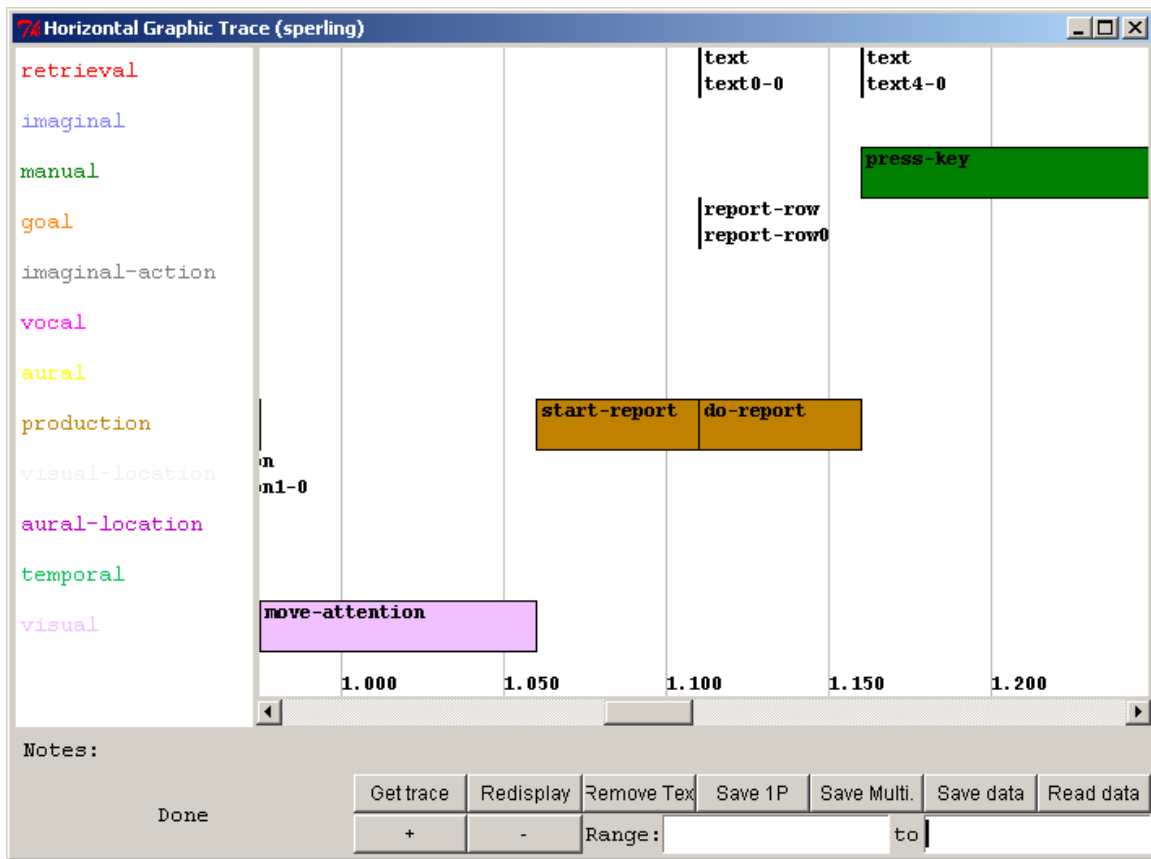 Horizontal Graphic Trace (sperling)
retrieval
text
text
text0-0
text4-0
imaginal
manual
press-key
goal
report-row
report-row0
imaginal-action
vocal
aural
production
start-report
do-report
visual-location
on
on1-0
aural-location
temporal
visual
move-attention
1.000
1.050
1.100
1.150
1.200
Notes:
Done
Get trace
Redisplay
Remove Tex
Save 1P
Save Multi.
Save data
Read data
+
-
Range:
to